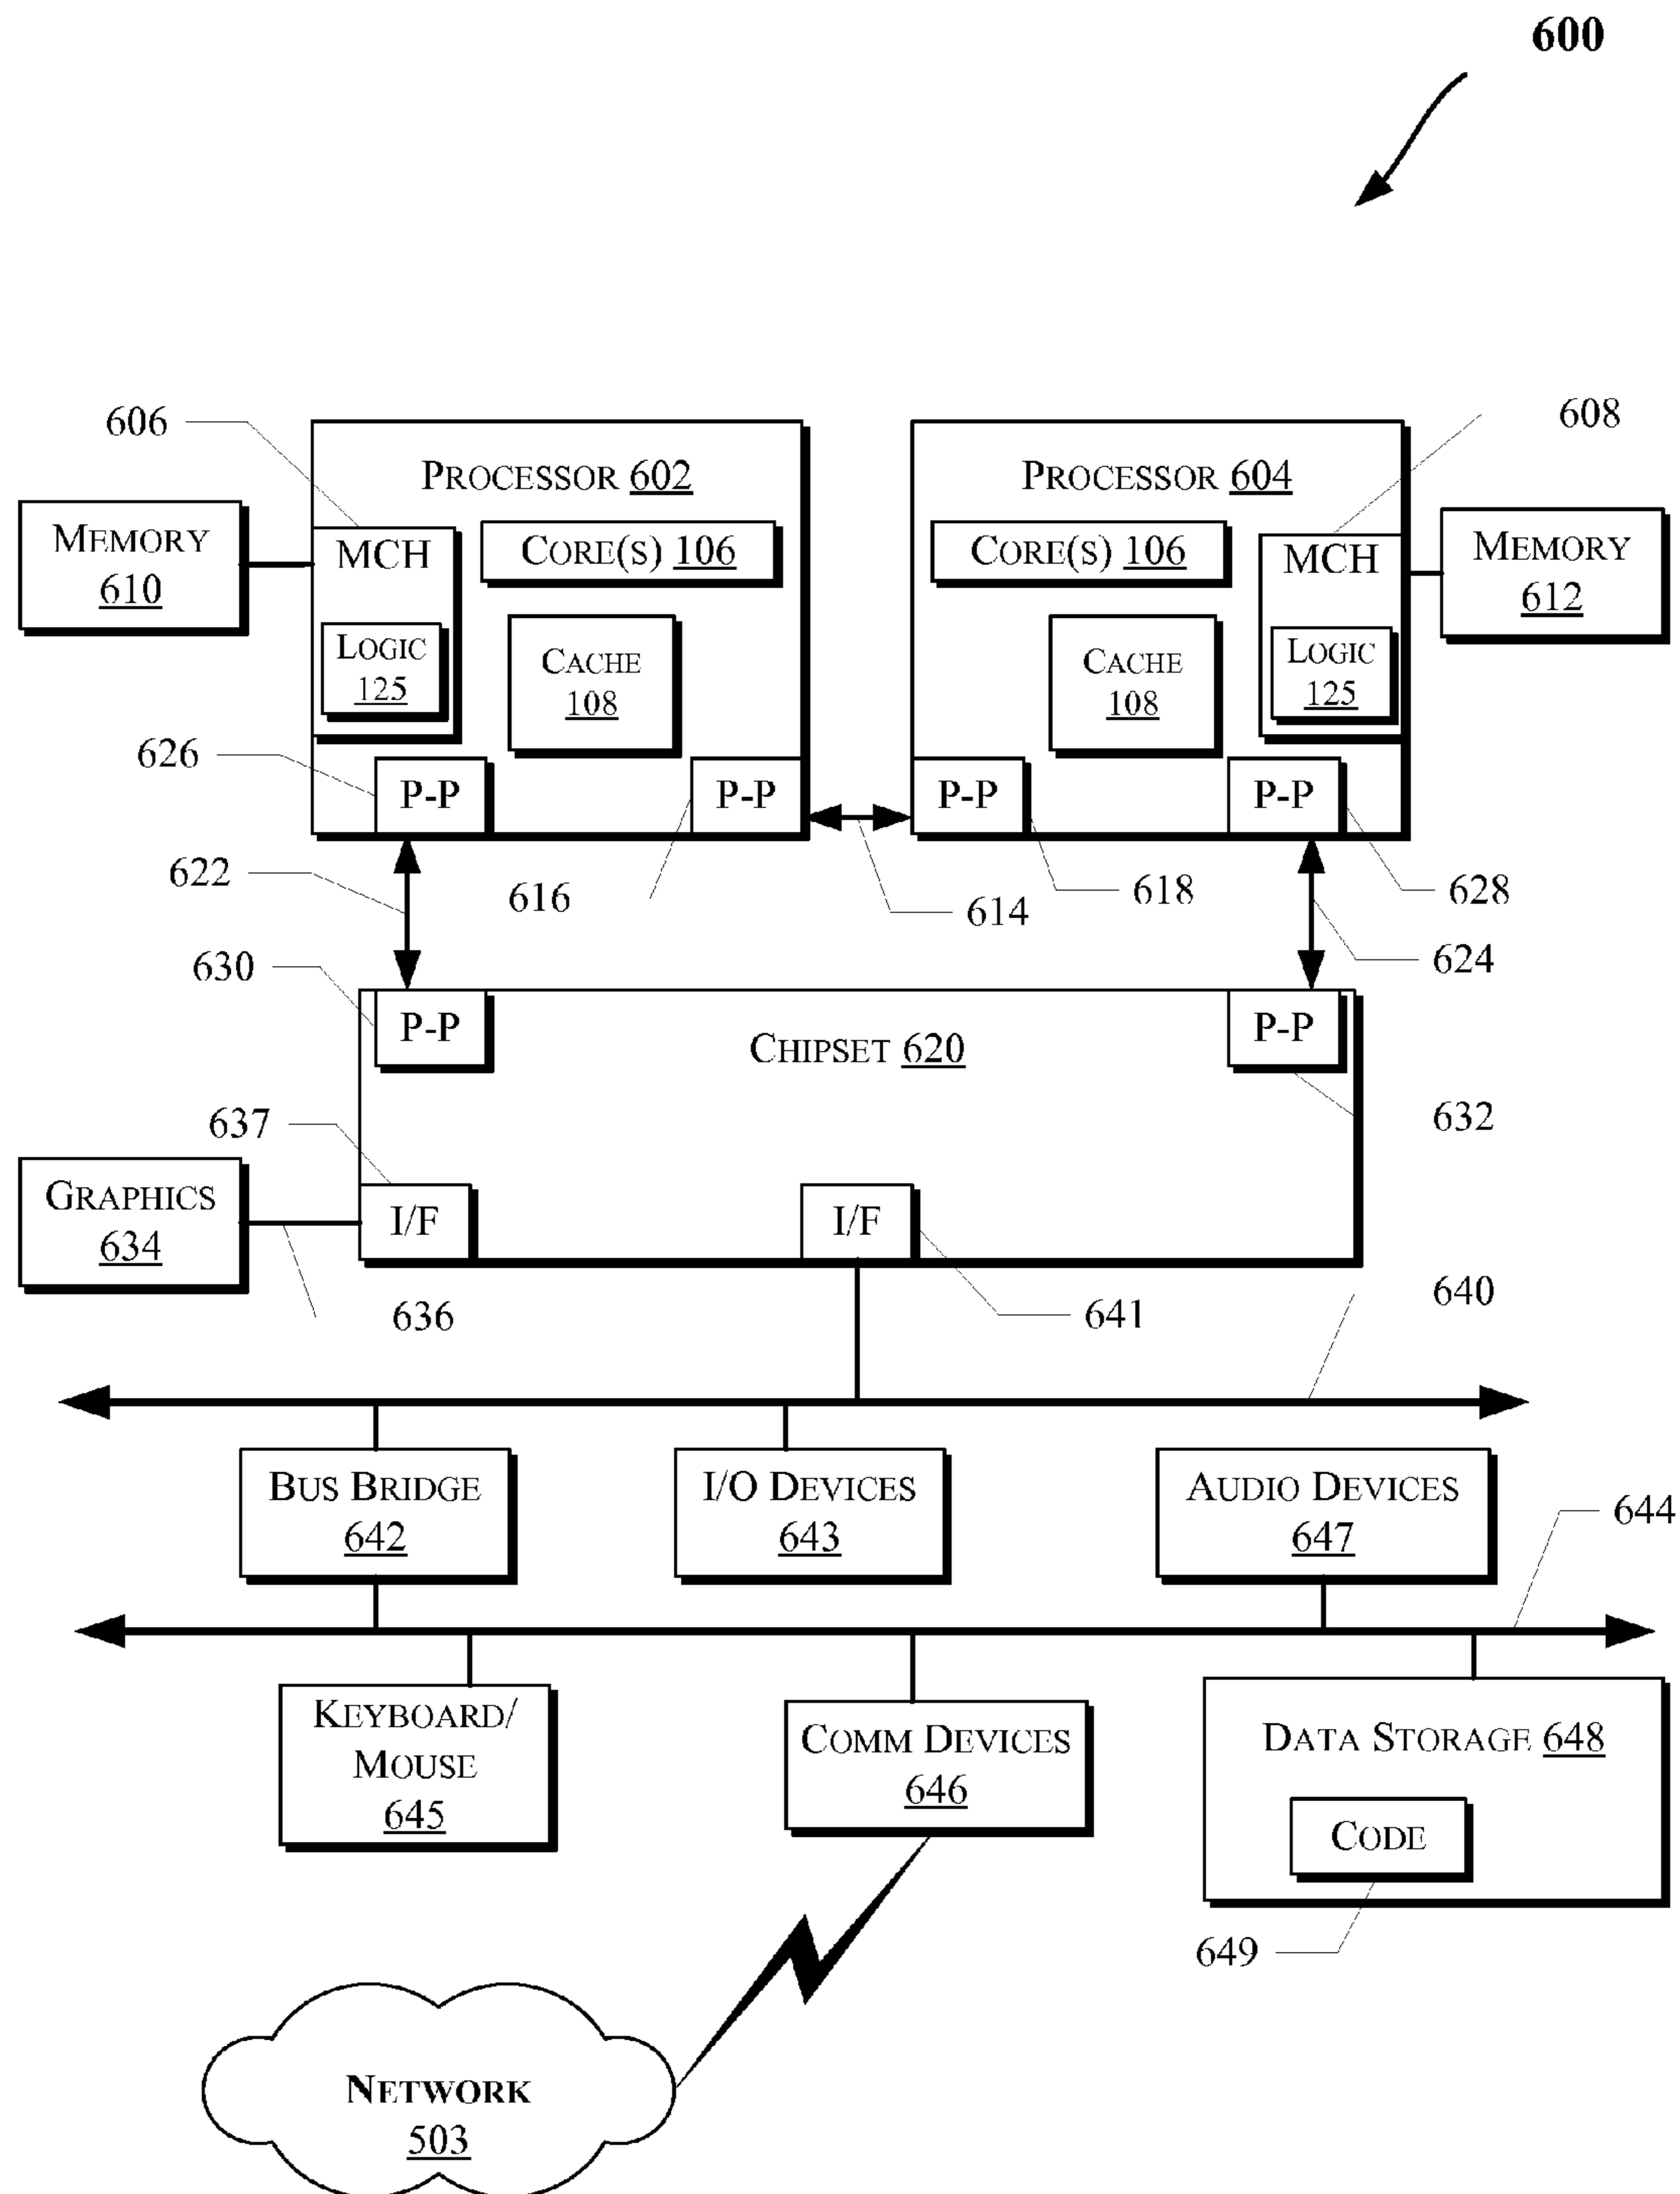 600
606
608
PROCESSOR 602
PROCESSOR 604
MEMORY
610
MCH
CORE(S) 106
CORE(S) 106
MCH
MEMORY
612
LOGIC
125
CACHE
108
CACHE
108
LOGIC
125
626
P-P
P-P
P-P
P-P
622
616
614
618
628
630
624
P-P
CHIPSET 620
P-P
637
632
GRAPHICS
634
I/F
I/F
636
641
640
BUS BRIDGE
642
I/O DEVICES
643
AUDIO DEVICES
647
644
KEYBOARD/
MOUSE
645
COMM DEVICES
646
DATA STORAGE 648
CODE
649
NETWORK
503